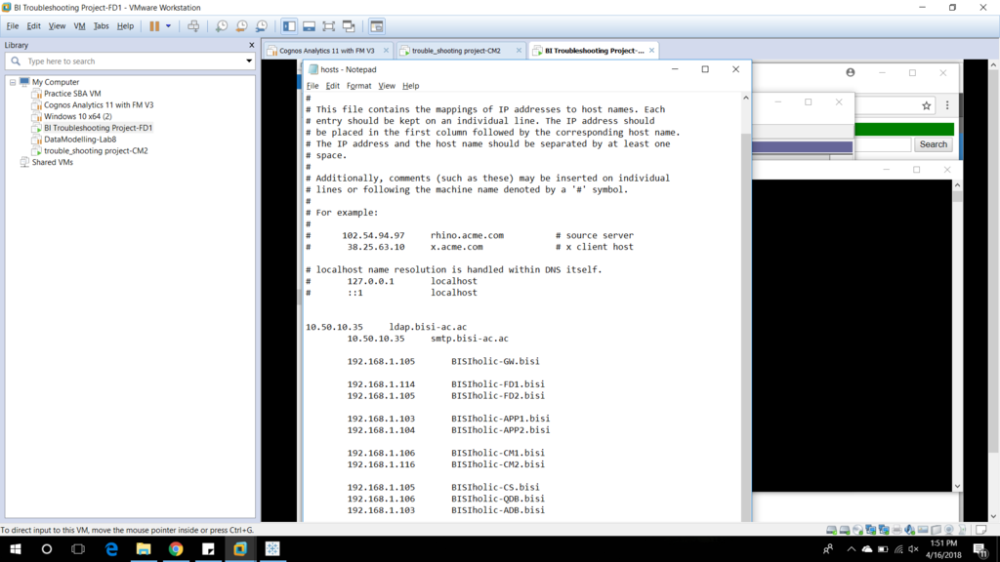 BI Troubleshooting Project-FD1 - VMware Workstation
File Edit View VM Tabs Help
Library
Type here to search
My Computer
Practice SBA VM
Cognos Analytics 11 with FM V3
Windows 10 x64 (2)
BI Troubleshooting Project-FD1
DataModelling-Lab8
trouble_shooting project-CM2
Shared VMs
Cognos Analytics 11 with FM V3
trouble_shooting project-CM2
BI Troubleshooting Project-...
hosts - Notepad
File Edit Format View Help
#
# This file contains the mappings of IP addresses to host names. Each
# entry should be kept on an individual line. The IP address should
# be placed in the first column followed by the corresponding host name.
# The IP address and the host name should be separated by at least one
# space.
#
# Additionally, comments (such as these) may be inserted on individual
# lines or following the machine name denoted by a '#' symbol.
#
# For example:
#
# 102.54.94.97 rhino.acme.com # source server
# 38.25.63.10 x.acme.com # x client host
# localhost name resolution is handled within DNS itself.
# 127.0.0.1 localhost
# ::1 localhost
10.50.10.35 ldap.bisi-ac.ac
10.50.10.35 smtp.bisi-ac.ac
192.168.1.105 BISIholic-GW.bisi
192.168.1.114 BISIholic-FD1.bisi
192.168.1.105 BISIholic-FD2.bisi
192.168.1.103 BISIholic-APP1.bisi
192.168.1.104 BISIholic-APP2.bisi
192.168.1.106 BISIholic-CM1.bisi
192.168.1.116 BISIholic-CM2.bisi
192.168.1.105 BISIholic-CS.bisi
192.168.1.106 BISIholic-QDB.bisi
192.168.1.103 BISIholic-ADB.bisi
Search
To direct input to this VM, move the mouse pointer inside or press Ctrl+G.
1:51 PM
4/16/2018
11